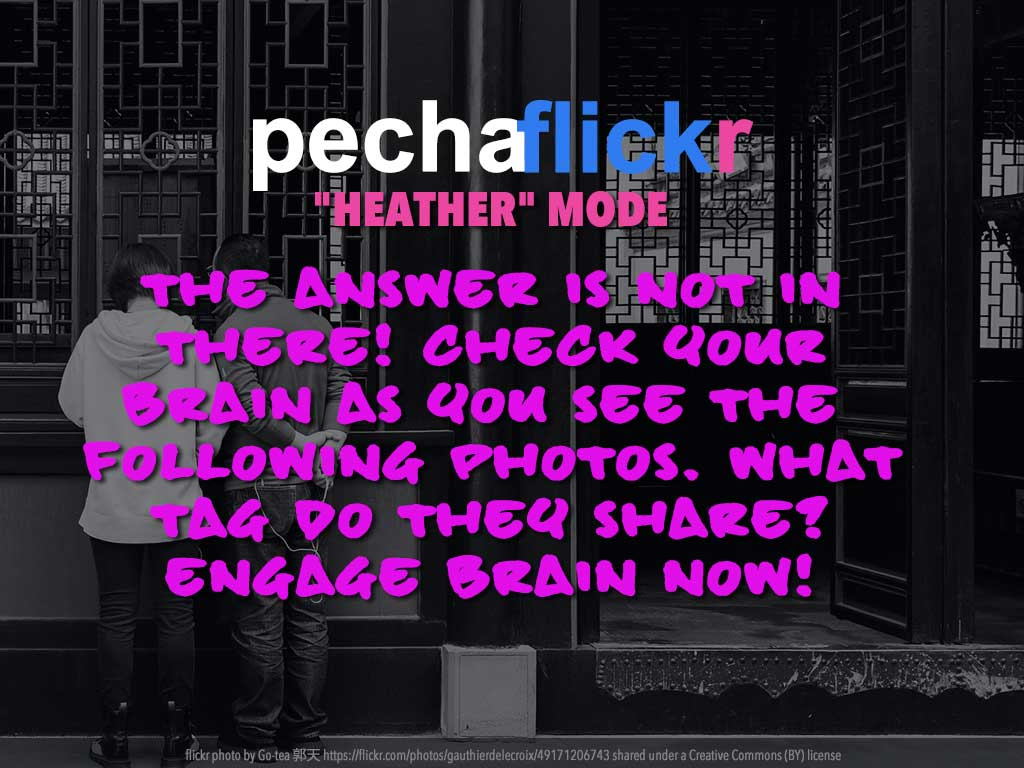 pechaflickr
"HEATHER" MODE
THE ANSWER IS NOT IN
THERE! CHECK YOUR
BRAIN AS YOU SEE THE
FOLLOWING PHOTOS. WHAT
TAG DO THEY SHARE?
ENGAGE BRAIN NOW!
flickr photo by Go-tea 郭天 https://flickr.com/photos/gauthierdelecroix/49171206743 shared under a Creative Commons (BY) license